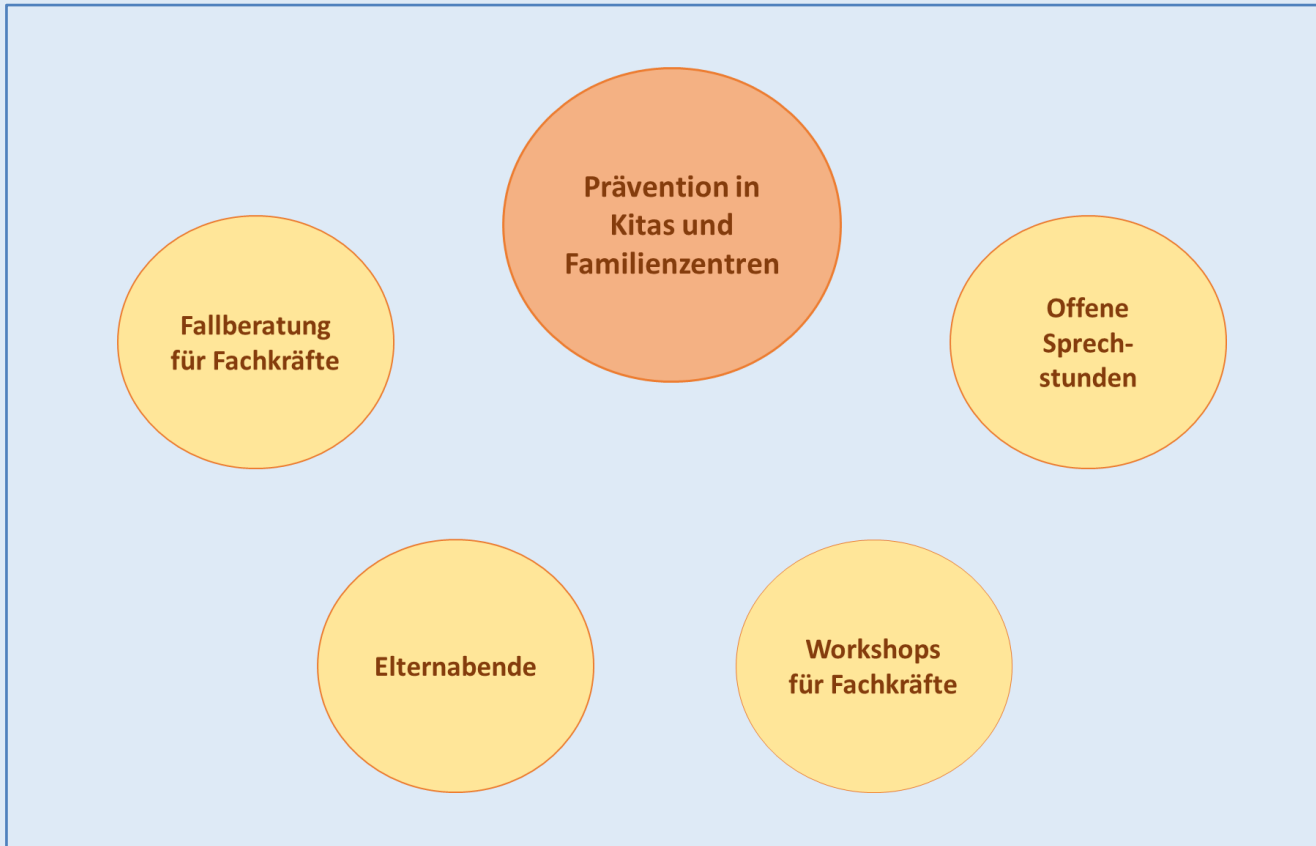 Prävention in
Kitas und
Familienzentren
Fallberatung
für Fachkräfte
Offene
Sprech-
stunden
Elternabende
Workshops
für Fachkräfte